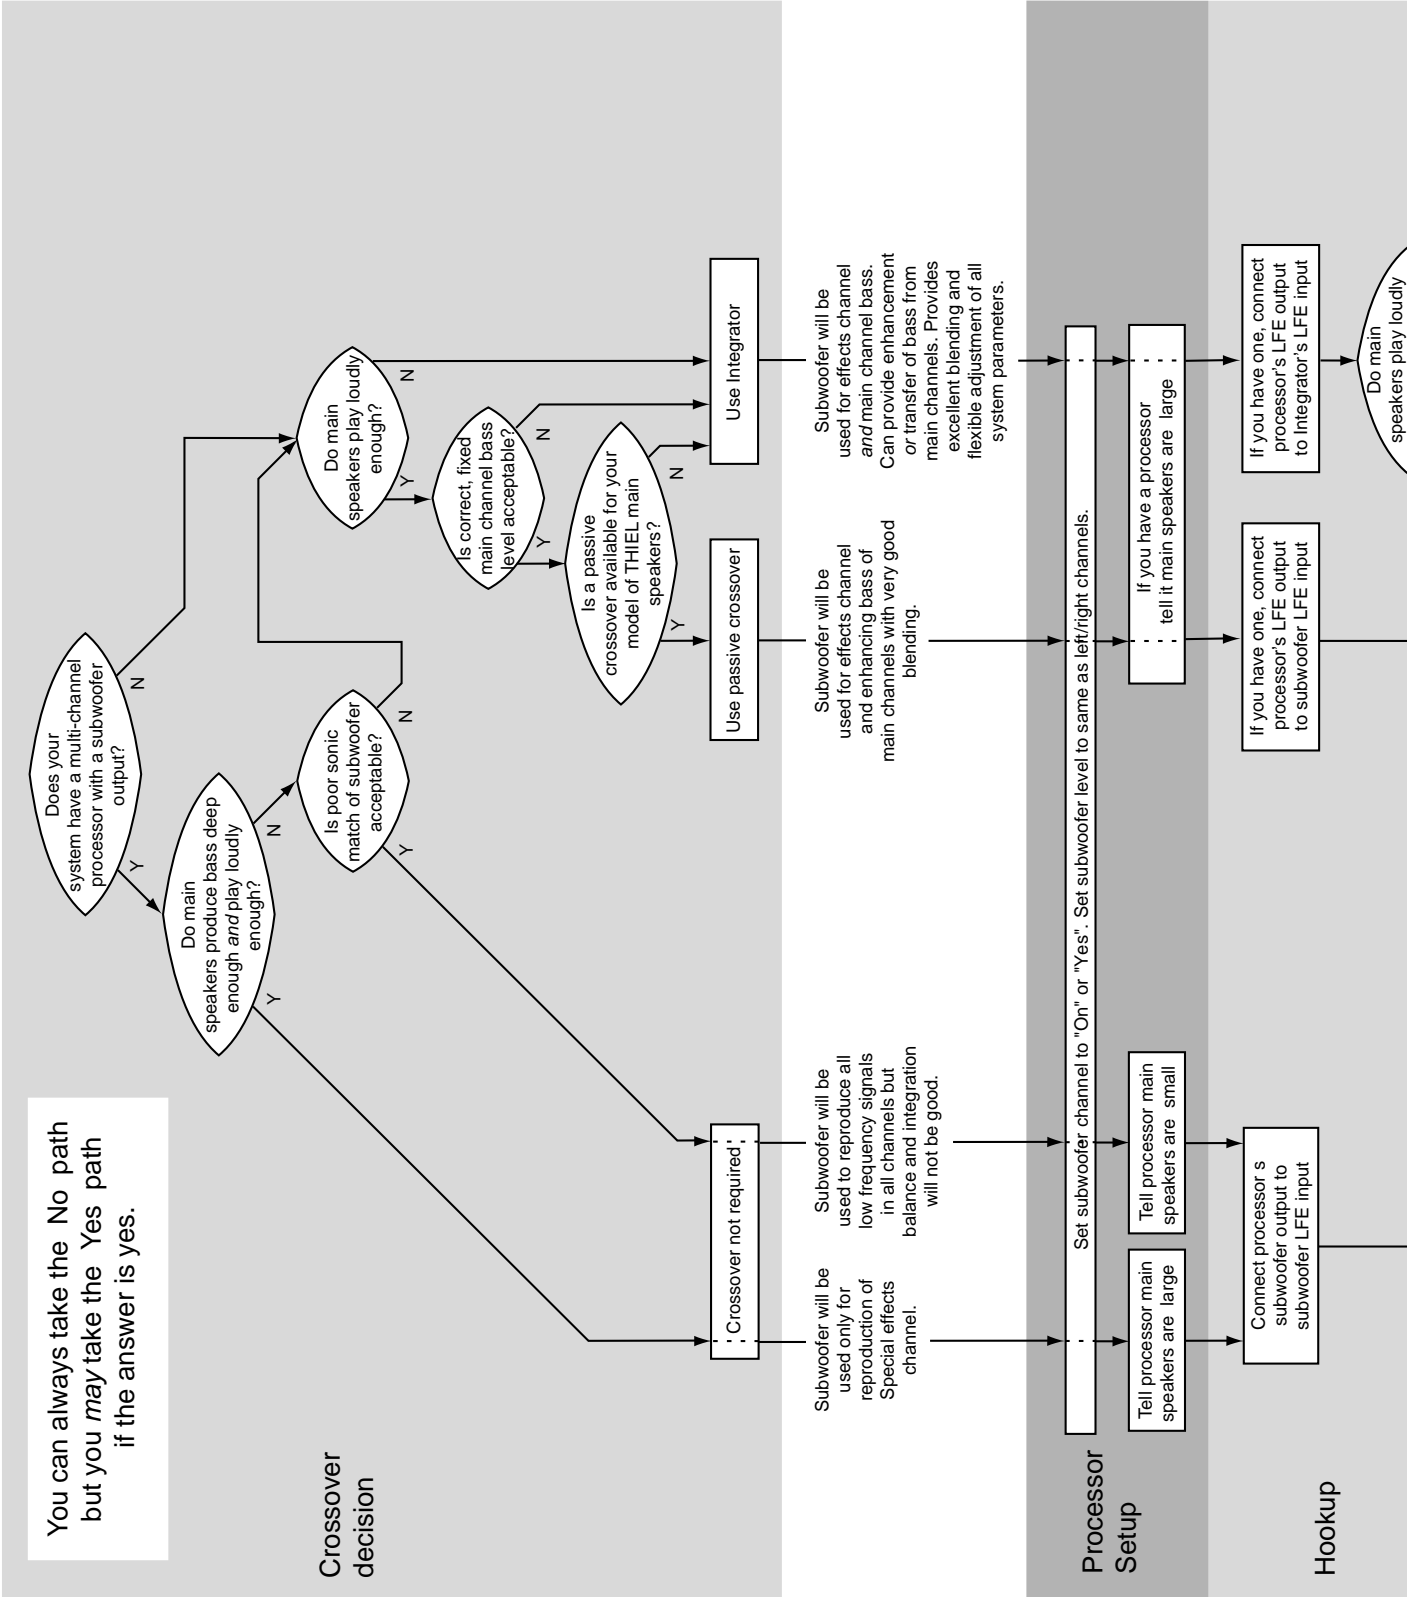 You can always take the No path
but you may take the Yes path
if the answer is yes.
Crossover
decision
Does your
system have a multi-channel
processor with a subwoofer
output?
Y
N
Do main
speakers produce bass deep
enough and play loudly
enough?
Y
N
Is poor sonic
match of subwoofer
acceptable?
Y
N
Do main
speakers play loudly
enough?
Y
N
Is correct, fixed
main channel bass
level acceptable?
Y
N
Is a passive
crossover available for your
model of THIEL main
speakers?
Y
N
Crossover not required
Use passive crossover
Use Integrator
Subwoofer will be
used only for
reproduction of
Special effects
channel.
Subwoofer will be
used to reproduce all
low frequency signals
in all channels but
balance and integration
will not be good.
Subwoofer will be
used for effects channel
and enhancing bass of
main channels with very good
blending.
Subwoofer will be
used for effects channel
and main channel bass.
Can provide enhancement
or transfer of bass from
main channels. Provides
excellent blending and
flexible adjustment of all
system parameters.
Processor
Setup
Set subwoofer channel to "On" or "Yes". Set subwoofer level to same as left/right channels.
Tell processor main
speakers are large
Tell processor main
speakers are small
If you have a processor
tell it main speakers are large
Hookup
Connect processor s
subwoofer output to
subwoofer LFE input
If you have one, connect
processor's LFE output
to subwoofer LFE input
If you have one, connect
processor's LFE output
to Integrator's LFE input
Do main
speakers play loudly